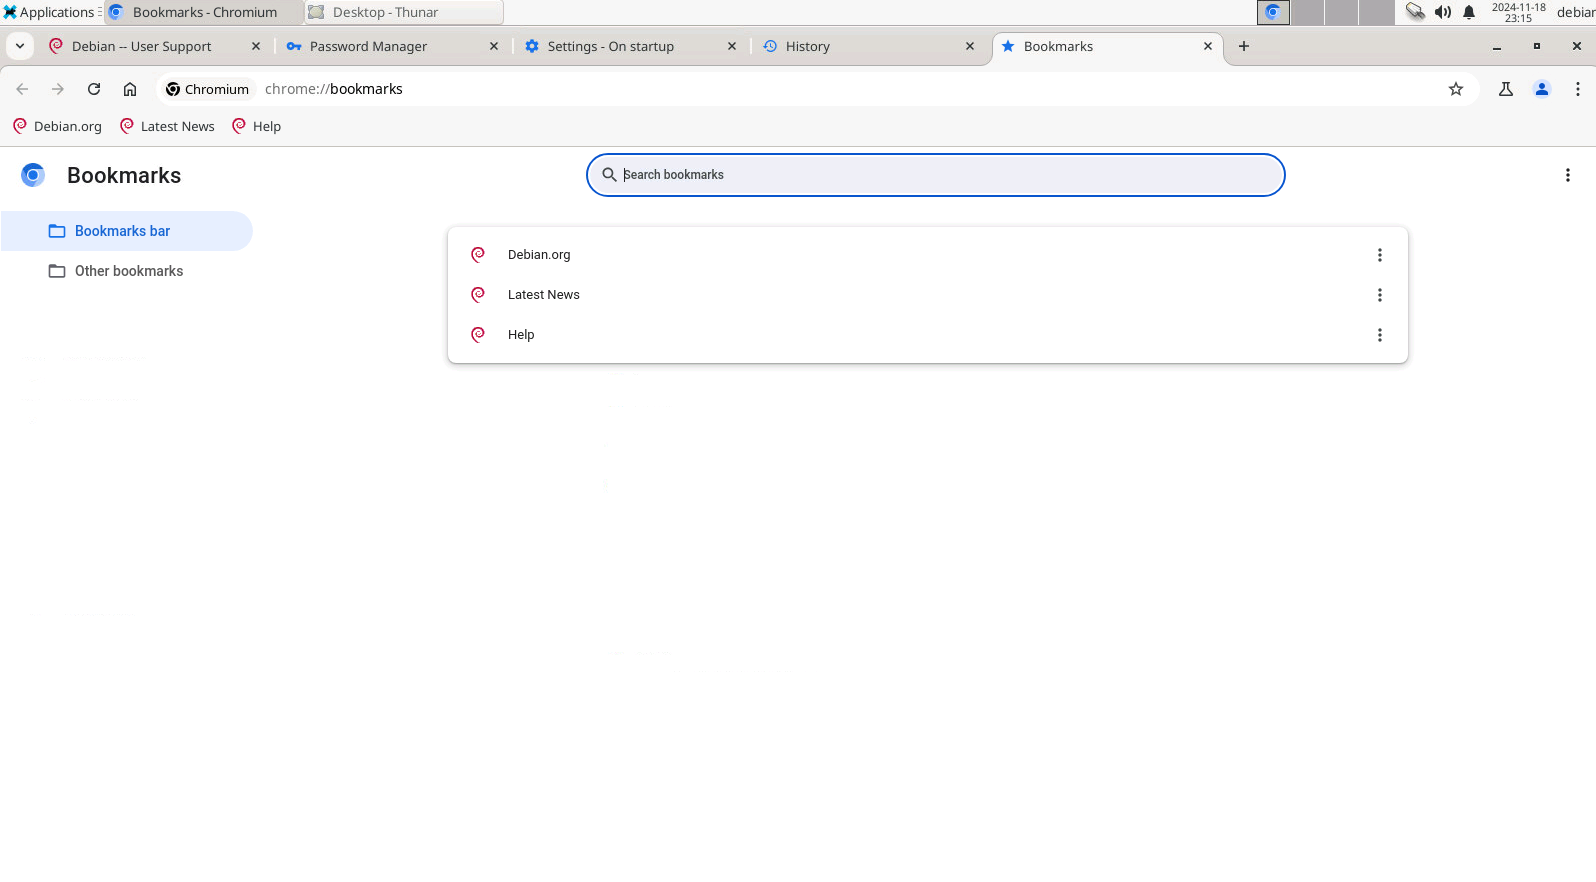 Applications
Bookmarks - Chromium
Desktop - Thunar
2024-11-18
23:15
debian
Debian -- User Support
Password Manager
Settings - On startup
History
Bookmarks
Chromium
chrome://bookmarks
Debian.org
Latest News
Help
Bookmarks
Search bookmarks
Bookmarks bar
Other bookmarks
Debian.org
Latest News
Help